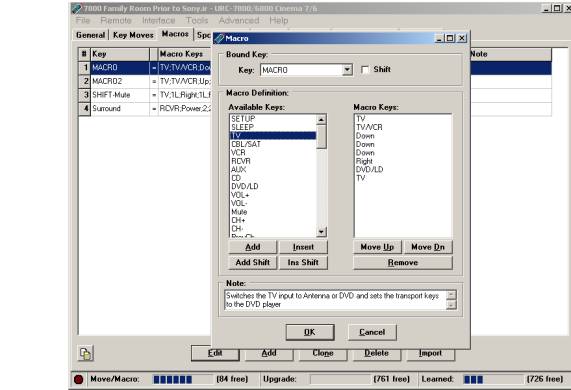 7000 Family Room Prior to Sony.ir - URC-7800/6800 Cinema 7/6
File Remote Interface Tools Advanced Help
General Key Moves Macros Spe
# Key Macro Keys Note
1 MACRO = TV;TV/VCR;Do
2 MACRO2 = TV;TV/VCR;Up;
3 SHIFT-Mute = TV;1L;Right;1L;
4 Surround = RCVR;Power;2;
Macro
Bound Key:
Key: MACRO Shift
Macro Definition:
Available Keys:
SETUP
SLEEP
TV
CBL/SAT
VCR
RCVR
AUX
CD
DVD/LD
VOL+
VOL-
Mute
CH+
CH-
PrevCh
Macro Keys:
TV
TV/VCR
Down
Down
Down
Right
DVD/LD
TV
Add Insert Move Up Move Dn
Add Shift Ins Shift Remove
Note:
Switches the TV input to Antenna or DVD and sets the transport keys
to the DVD player
OK Cancel
Edit Add Clone Delete Import
Move/Macro: (84 free) Upgrade: (761 free) Learned: (726 free)